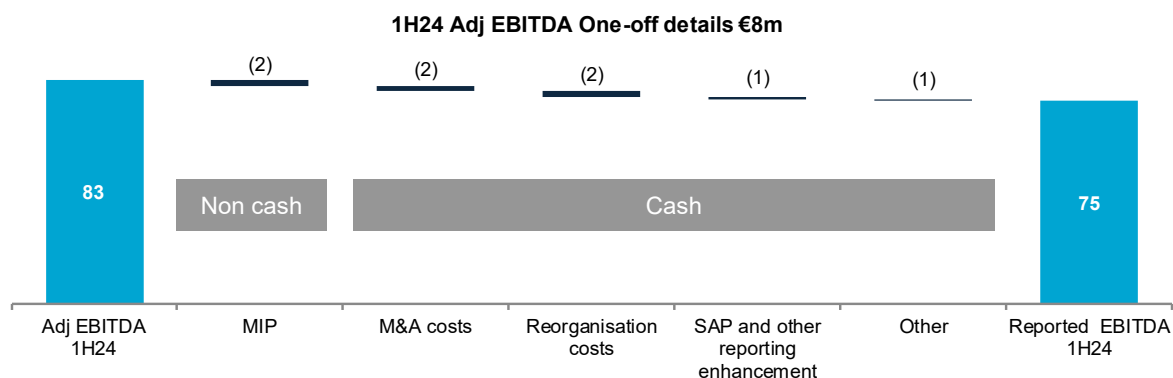 1H24 Adj EBITDA One-off details €8m
(2)
(2)
(2)
(1)
(1)
83
Non cash
Cash
75
Adj EBITDA
1H24
MIP
M&A costs
Reorganisation
costs
SAP and other
reporting
enhancement
Other
Reported EBITDA
1H24